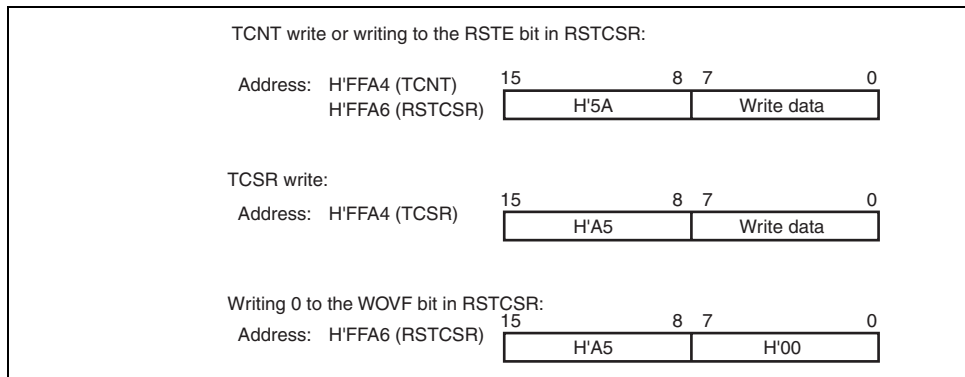 TCNT write or writing to the RSTE bit in RSTCSR:
15 8 7 0
Address: H'FFA4 (TCNT)
H'FFA6 (RSTCSR) H'5A Write data
TCSR write:
15 8 7 0
Address: H'FFA4 (TCSR) H'A5 Write data
Writing 0 to the WOVF bit in RSTCSR:
15 8 7 0
Address: H'FFA6 (RSTCSR) H'A5 H'00